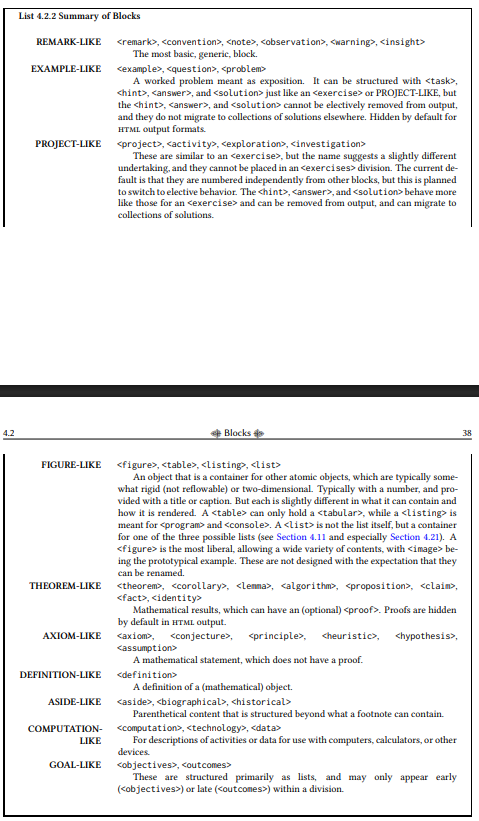 List 4.2.2 Summary of Blocks
REMARK-LIKE <remark>, <convention>, <note>, <observation>, <warning>, <insight>
The most basic, generic, block.
EXAMPLE-LIKE <example>, <question>, <problem>
A worked problem meant as exposition. It can be structured with <task>,
<hint>, <answer>, and <solution> just like an <exercise> or PROJECT-LIKE, but
the <hint>, <answer>, and <solution> cannot be electively removed from output,
and they do not migrate to collections of solutions elsewhere. Hidden by default for
HTML output formats.
PROJECT-LIKE <project>, <activity>, <exploration>, <investigation>
These are similar to an <exercise>, but the name suggests a slightly different
undertaking, and they cannot be placed in an <exercises> division. The current de-
fault is that they are numbered independently from other blocks, but this is planned
to switch to elective behavior. The <hint>, <answer>, and <solution> behave more
like those for an <exercise> and can be removed from output, and can migrate to
collections of solutions.
4.2 Blocks 38
FIGURE-LIKE <figure>, <table>, <listing>, <list>
An object that is a container for other atomic objects, which are typically some-
what rigid (not reflowable) or two-dimensional. Typically with a number, and pro-
vided with a title or caption. But each is slightly different in what it can contain and
how it is rendered. A <table> can only hold a <tabular>, while a <listing> is
meant for <program> and <console>. A <list> is not the list itself, but a container
for one of the three possible lists (see Section 4.11 and especially Section 4.21). A
<figure> is the most liberal, allowing a wide variety of contents, with <image> be-
ing the prototypical example. These are not designed with the expectation that they
can be renamed.
THEOREM-LIKE <theorem>, <corollary>, <lemma>, <algorithm>, <proposition>, <claim>,
<fact>, <identity>
Mathematical results, which can have an (optional) <proof>. Proofs are hidden
by default in HTML output.
AXIOM-LIKE <axiom>, <conjecture>, <principle>, <heuristic>, <hypothesis>,
<assumption>
A mathematical statement, which does not have a proof.
DEFINITION-LIKE <definition>
A definition of a (mathematical) object.
ASIDE-LIKE <aside>, <biographical>, <historical>
Parenthetical content that is structured beyond what a footnote can contain.
COMPUTATION- <computation>, <technology>, <data>
LIKE For descriptions of activities or data for use with computers, calculators, or other
devices.
GOAL-LIKE <objectives>, <outcomes>
These are structured primarily as lists, and may only appear early
(<objectives>) or late (<outcomes>) within a division.